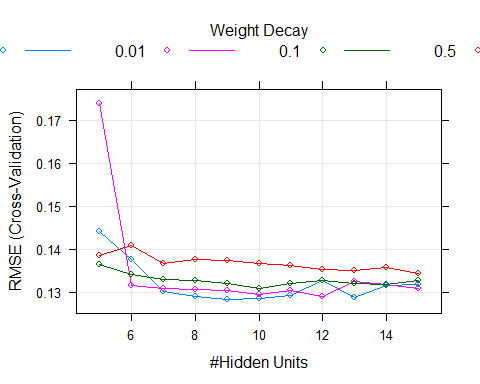 Weight Decay
0.01 0.1 0.5
0.17
0.16
0.15
0.14
0.13
RMSE (Cross-Validation)
6 8 10 12 14
#Hidden Units